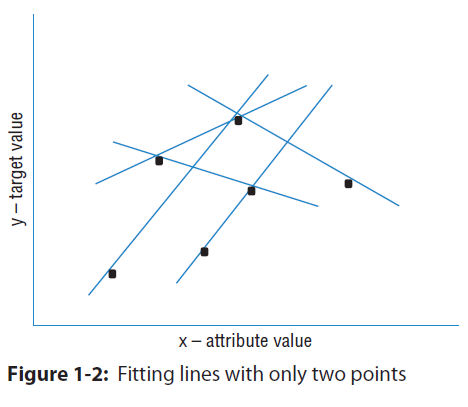 y – target value
x – attribute value
Figure 1-2: Fitting lines with only two points